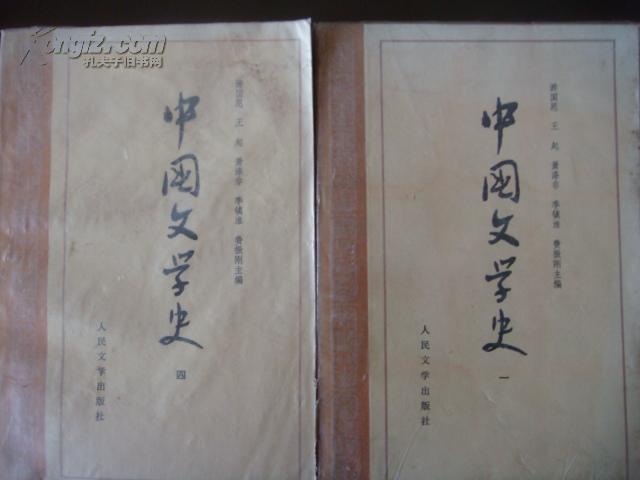 Kongfz.com
孔夫子旧书网
游国恩 王起 萧涤非 李镇淮 费振刚主编
中国文学史
四
人民文学出版社
游国恩 王起 萧涤非 季镇淮 费振刚主编
中国文学史
一
人民文学出版社